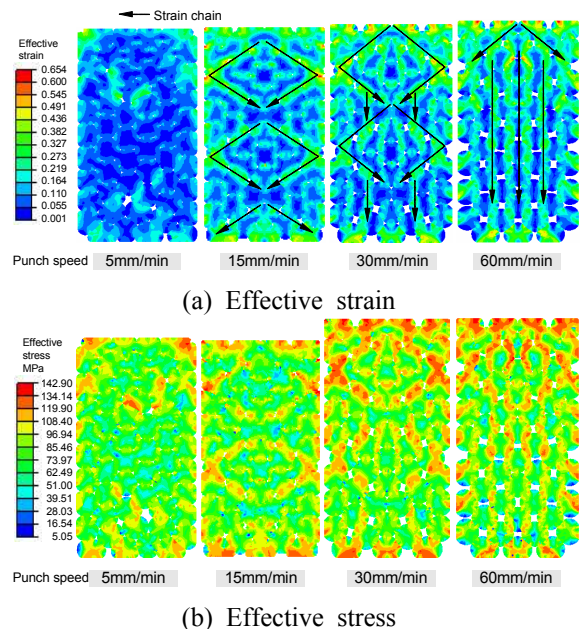 Strain chain
Effective
strain
0.654
0.600
0.545
0.491
0.436
0.382
0.327
0.273
0.219
0.164
0.110
0.055
0.001
Punch speed 5mm/min 15mm/min 30mm/min 60mm/min
(a) Effective strain
Effective
stress
MPa
142.90
134.14
119.90
108.40
96.94
85.46
73.97
62.49
51.00
39.51
28.03
16.54
5.05
Punch speed 5mm/min 15mm/min 30mm/min 60mm/min
(b) Effective stress